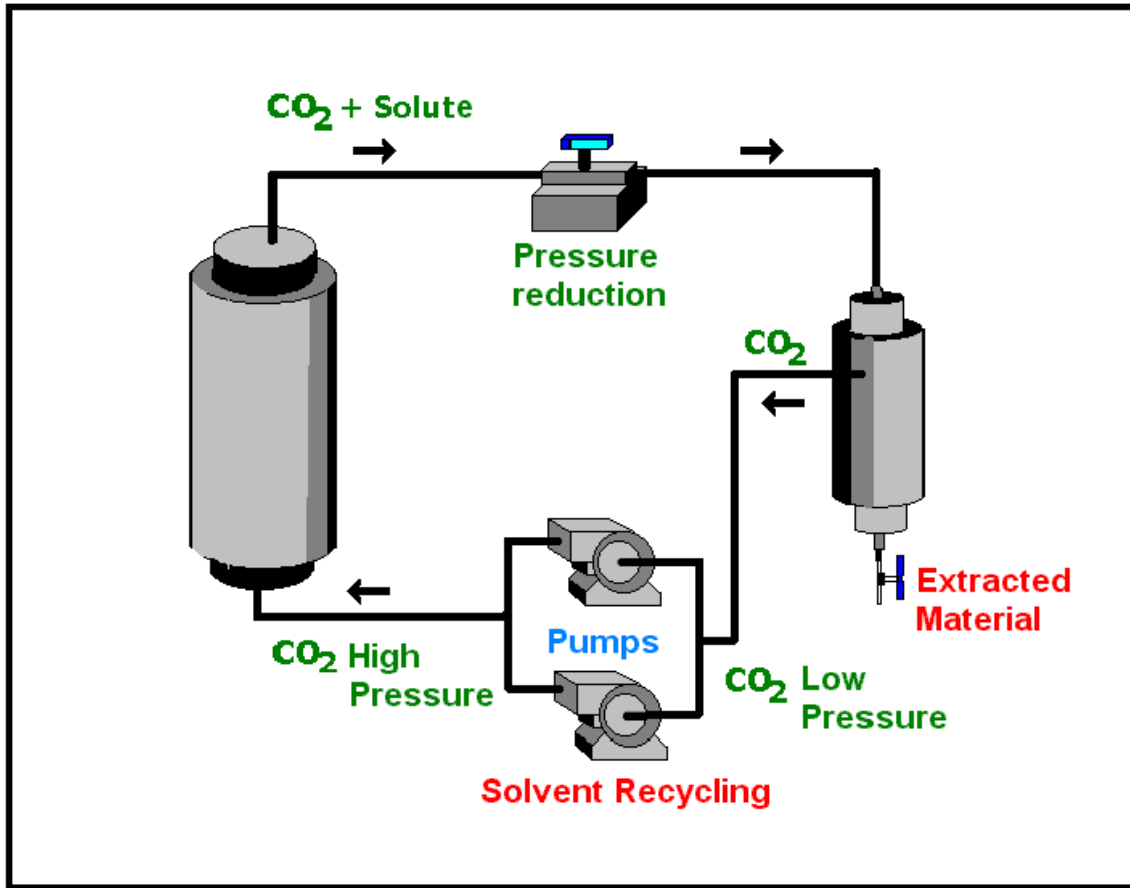 CO₂ + Solute
Pressure
reduction
CO₂
Extracted
Material
Pumps
CO₂ High
Pressure
CO₂ Low
Pressure
Solvent Recycling